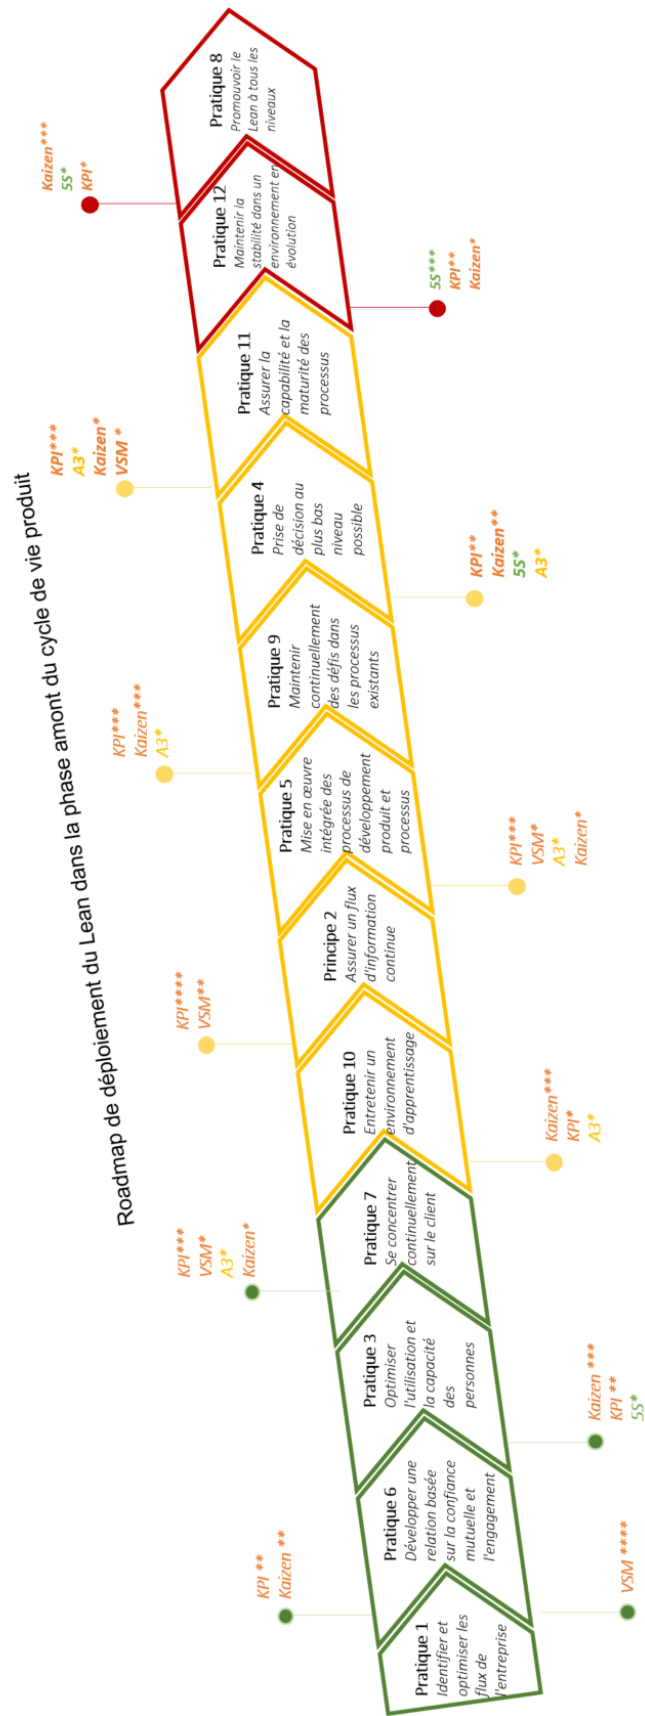 Roadmap de déploiement du Lean dans la phase amont du cycle de vie produit
Pratique 1
Identifier et
optimiser les
flux de
l'entreprise
VSM ****
Pratique 6
Développer une
relation basée
sur la confiance
mutuelle et
l'engagement
KPI **
Kaizen **
Pratique 3
Optimiser
l'utilisation et
la capacité
des
personnes
Kaizen ***
KPI **
5S*
Pratique 7
Se concentrer
continuellement
sur le client
KPI***
VSM*
A3*
Kaizen*
Pratique 10
Entretenir un
environnement
d'apprentissage
Kaizen***
KPI*
A3*
Principe 2
Assurer un flux
d'information
continue
KPI****
VSM**
Pratique 5
Mise en œuvre
intégrée des
processus de
développement
produit et
processus
KPI***
VSM*
A3*
Kaizen*
Pratique 9
Maintenir
continuellement
des défis dans
les processus
existants
KPI***
Kaizen***
A3*
Pratique 4
Prise de
décision au
plus bas
niveau
possible
KPI**
Kaizen**
5S*
A3*
Pratique 11
Assurer la
capabilité et la
maturité des
processus
KPI***
A3*
Kaizen*
VSM *
Pratique 12
Maintenir la
stabilité dans un
environnement en
évolution
5S***
KPI**
Kaizen*
Pratique 8
Promouvoir le
Lean à tous les
niveaux
Kaizen***
5S*
KPI*